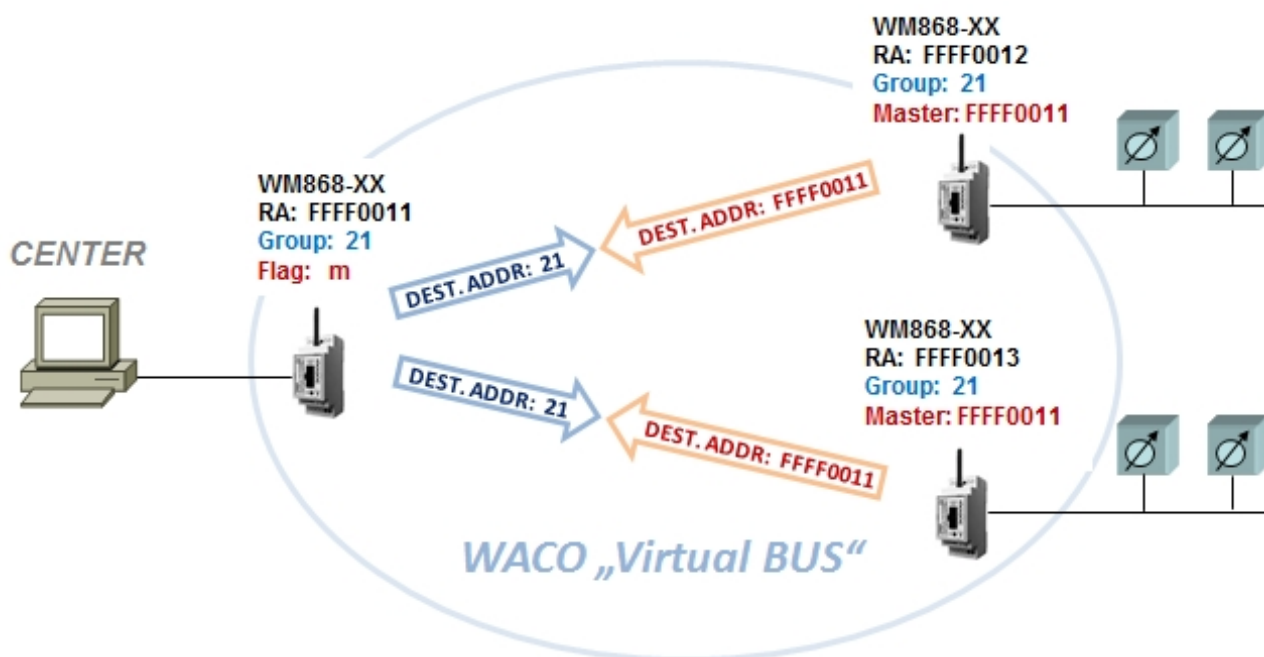 WM868-XX
RA: FFFF0012
Group: 21
Master: FFFF0011
WM868-XX
RA: FFFF0011
Group: 21
Flag: m
CENTER
DEST. ADDR: FFFF0011
DEST. ADDR: 21
WM868-XX
RA: FFFF0013
Group: 21
Master: FFFF0011
DEST. ADDR: 21
DEST. ADDR: FFFF0011
WACO „Virtual BUS“